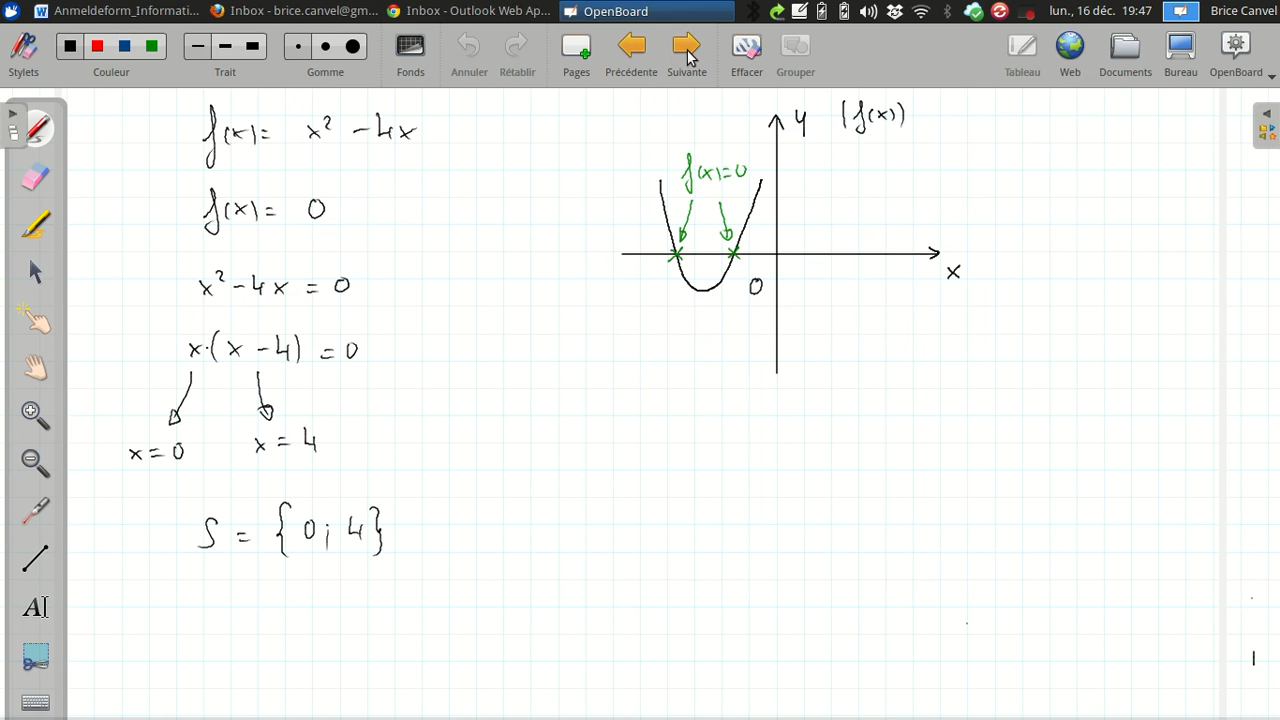 Anmeldeform_Informati...
Inbox - brice.canvel@gm...
Inbox - Outlook Web Ap...
OpenBoard
lun., 16 déc. 19:47
Brice Canvel
Stylets
Couleur
Trait
Gomme
Fonds
Annuler
Rétablir
Pages
Précédente
Suivante
Effacer
Grouper
Tableau
Web
Documents
Bureau
OpenBoard
f(x) = x² - 4x
f(x) = 0
x² - 4x = 0
x·(x - 4) = 0
x = 0 x = 4
S = {0; 4}
y (f(x))
f(x)=0
0
x
1